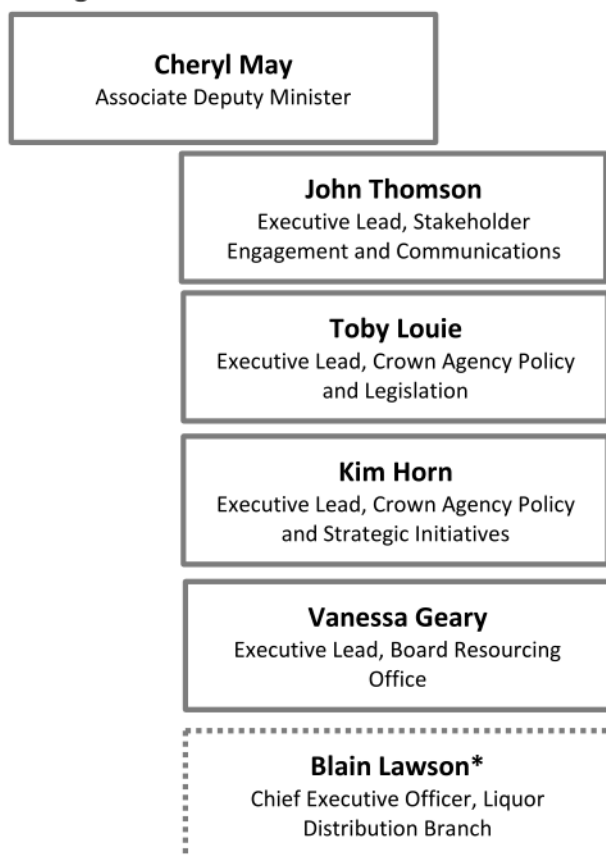 Cheryl May
Associate Deputy Minister
John Thomson
Executive Lead, Stakeholder
Engagement and Communications
Toby Louie
Executive Lead, Crown Agency Policy
and Legislation
Kim Horn
Executive Lead, Crown Agency Policy
and Strategic Initiatives
Vanessa Geary
Executive Lead, Board Resourcing
Office
Blain Lawson*
Chief Executive Officer, Liquor
Distribution Branch